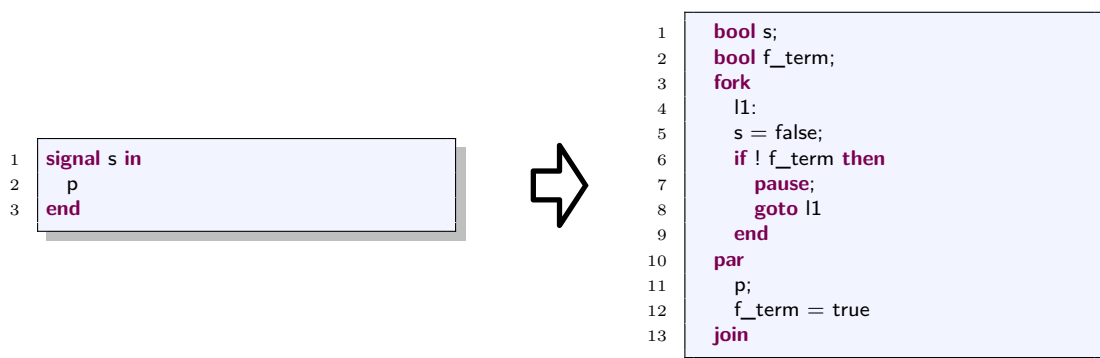 1 signal s in
2 p
3 end
1 bool s;
2 bool f_term;
3 fork
4 l1:
5 s = false;
6 if ! f_term then
7 pause;
8 goto l1
9 end
10 par
11 p;
12 f_term = true
13 join